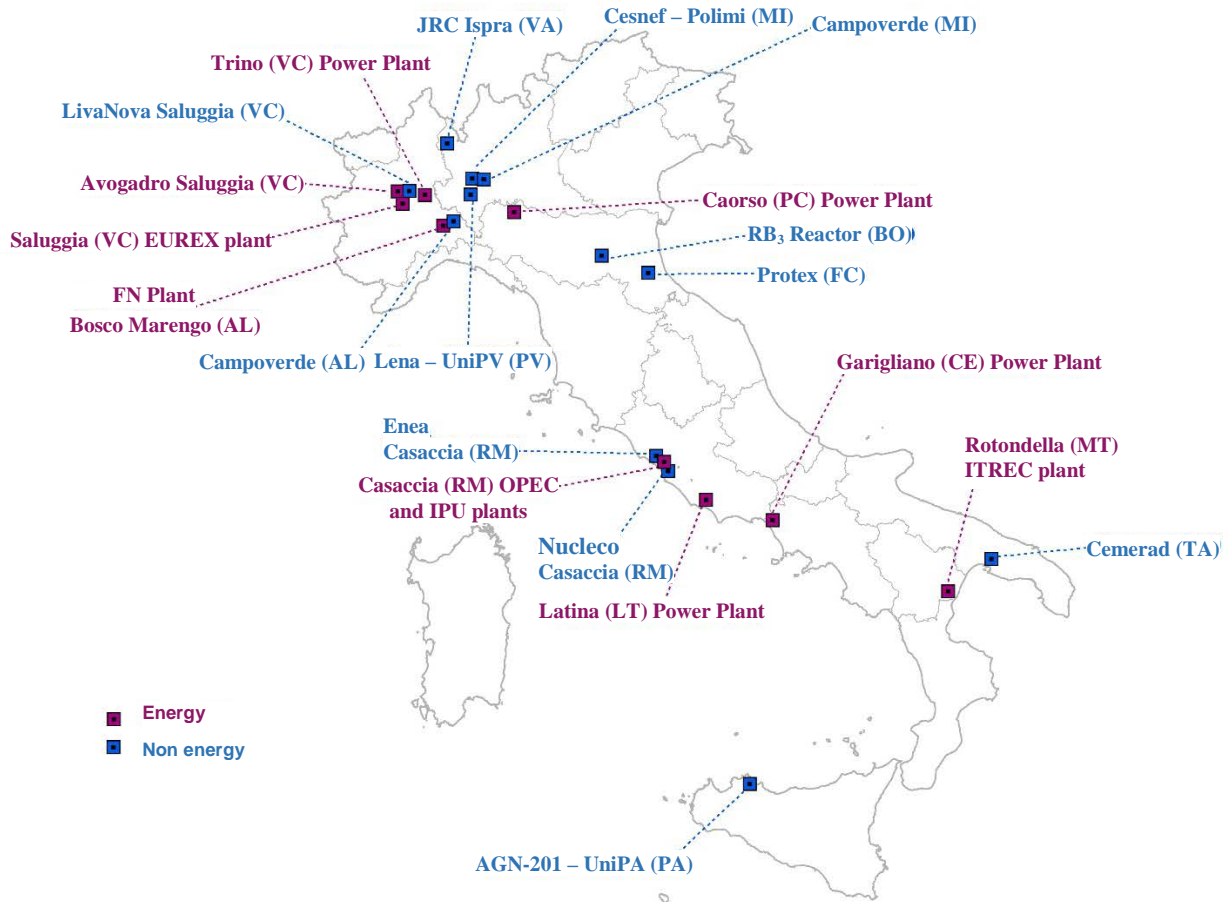 JRC Ispra (VA)
Cesnef – Polimi (MI)
Campoverde (MI)
Trino (VC) Power Plant
LivaNova Saluggia (VC)
Avogadro Saluggia (VC)
Saluggia (VC) EUREX plant
FN Plant
Bosco Marengo (AL)
Campoverde (AL)
Lena – UniPV (PV)
Caorso (PC) Power Plant
RB₃ Reactor (BO)
Protex (FC)
Garigliano (CE) Power Plant
Enea
Casaccia (RM)
Casaccia (RM) OPEC
and IPU plants
Nucleco
Casaccia (RM)
Latina (LT) Power Plant
Rotondella (MT)
ITREC plant
Cemerad (TA)
Energy
Non energy
AGN-201 – UniPA (PA)